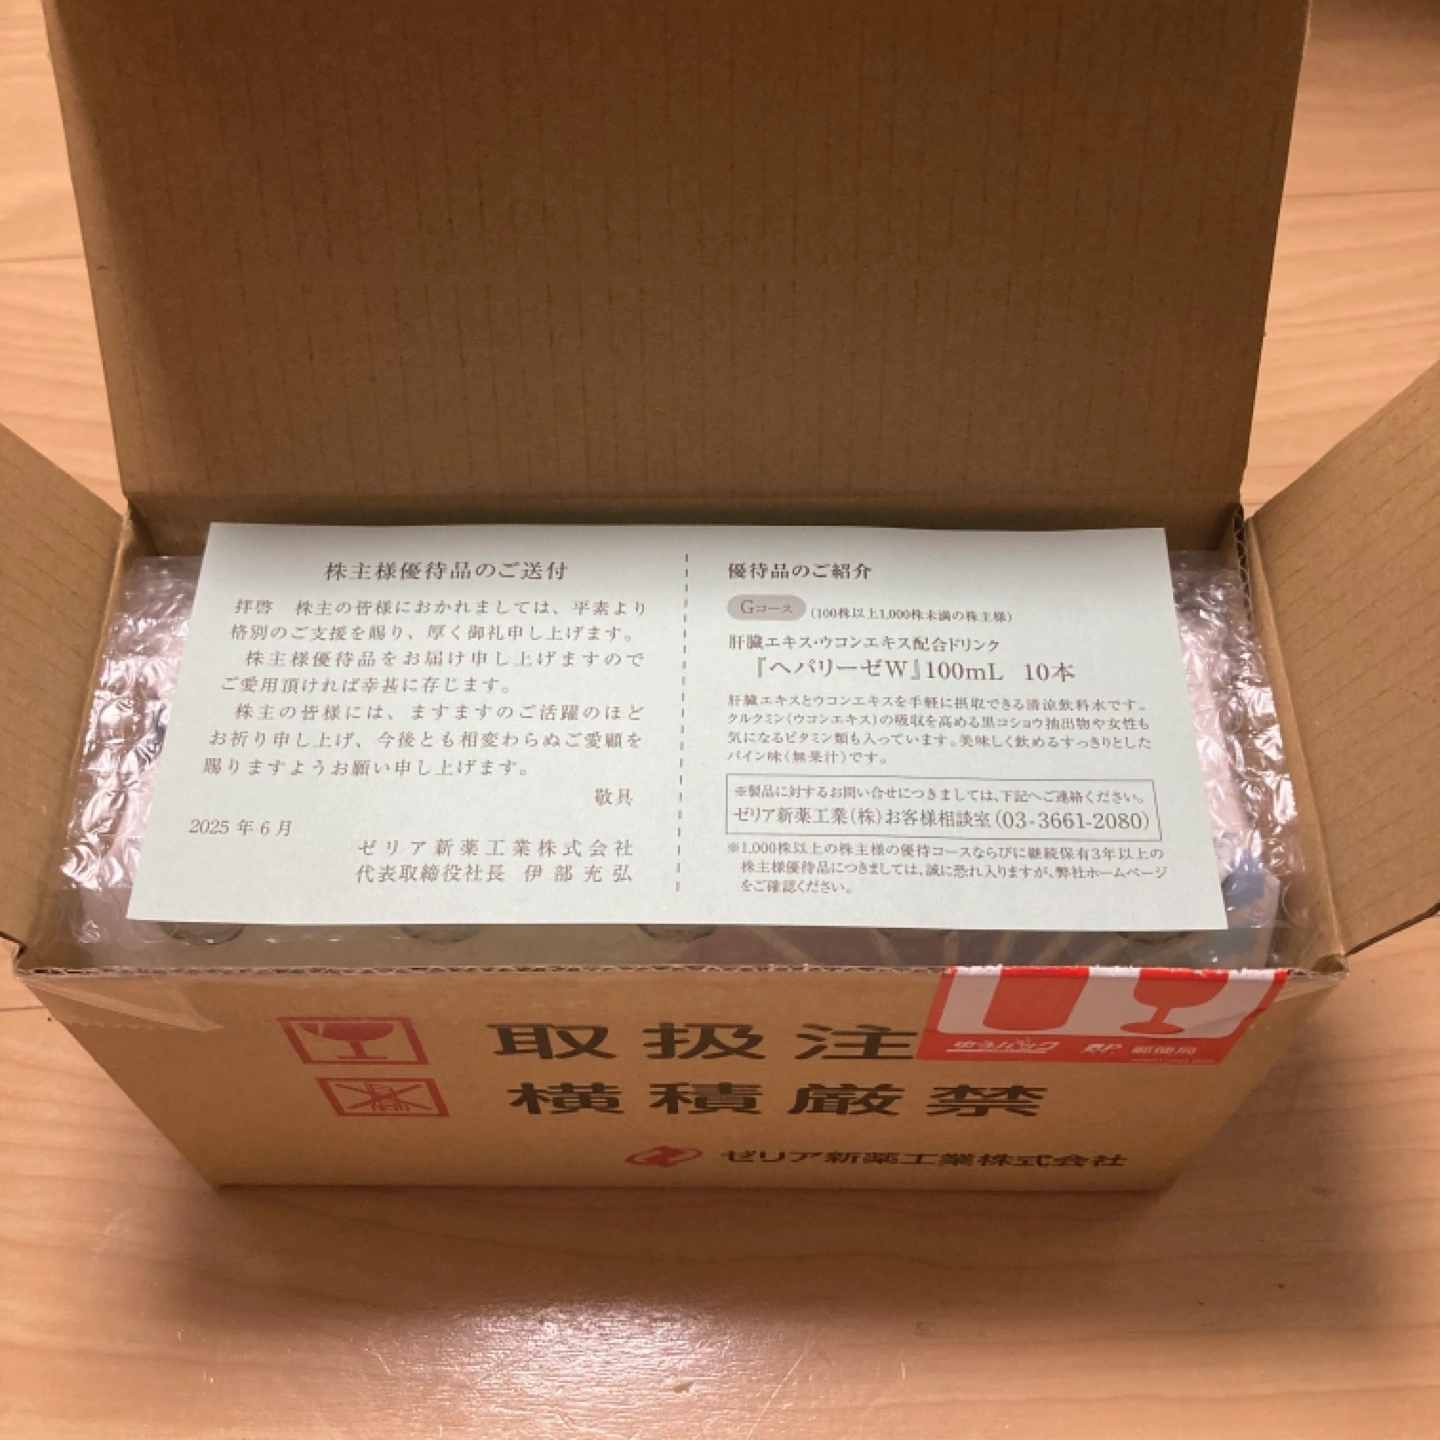 株主様優待品のご送付
拝啓　株主の皆様におかれましては、平素より
格別のご支援を賜り、厚く御礼申し上げます。
株主様優待品をお届け申し上げますので
ご愛用頂ければ幸甚に存じます。
株主の皆様には、ますますのご活躍のほど
お祈り申し上げ、今後とも相変わらぬご愛顧を
賜りますようお願い申し上げます。
敬具
2025年6月
ゼリア新薬工業株式会社
代表取締役社長　伊部充弘
優待品のご紹介
Gコース（100株以上1,000株未満の株主様）
肝臓エキス・ウコンエキス配合ドリンク
『ヘパリーゼW』100mL　10本
肝臓エキスとウコンエキスを手軽に摂取できる清涼飲料水です。
クルクミン（ウコンエキス）の吸収を高める黒コショウ抽出物や女性も
気になるビタミン類も入っています。美味しく飲めるすっきりとした
パイン味（無果汁）です。
※製品に対するお問い合せにつきましては、下記へご連絡ください。
ゼリア新薬工業（株）お客様相談室（03-3661-2080）
※1,000株以上の株主様の優待コースならびに継続保有3年以上の
株主様優待品につきましては、誠に恐れ入りますが、弊社ホームページ
をご確認ください。
取扱注
横積厳禁
ゼリア新薬工業株式会社
ゆうパック
JP 郵便局